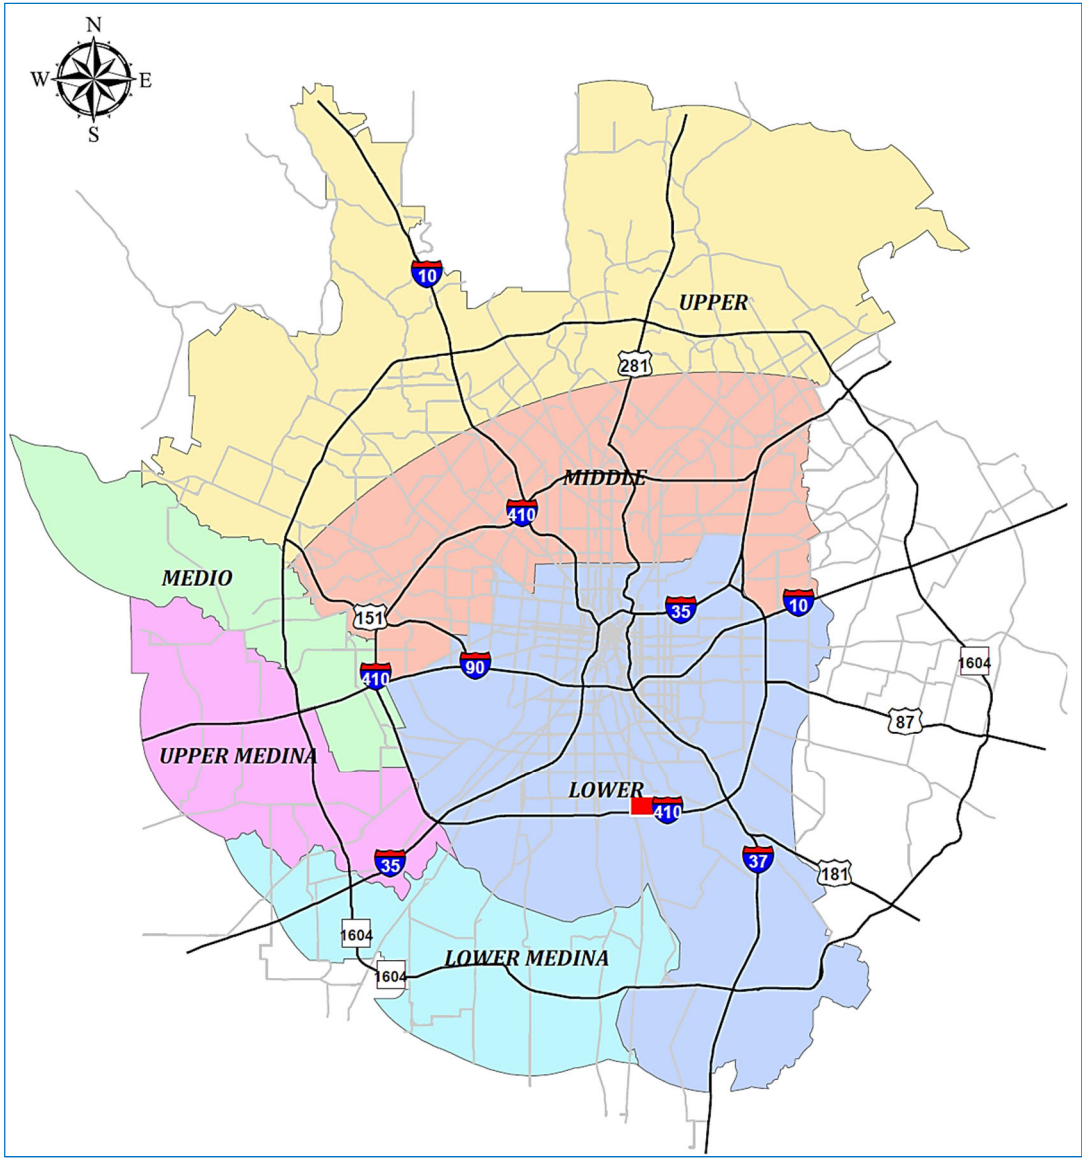 N
W E
S
10
UPPER
281
MIDDLE
410
MEDIO
151
35
10
90
410
1604
87
UPPER MEDINA
LOWER
410
35
37
181
1604
LOWER MEDINA
1604